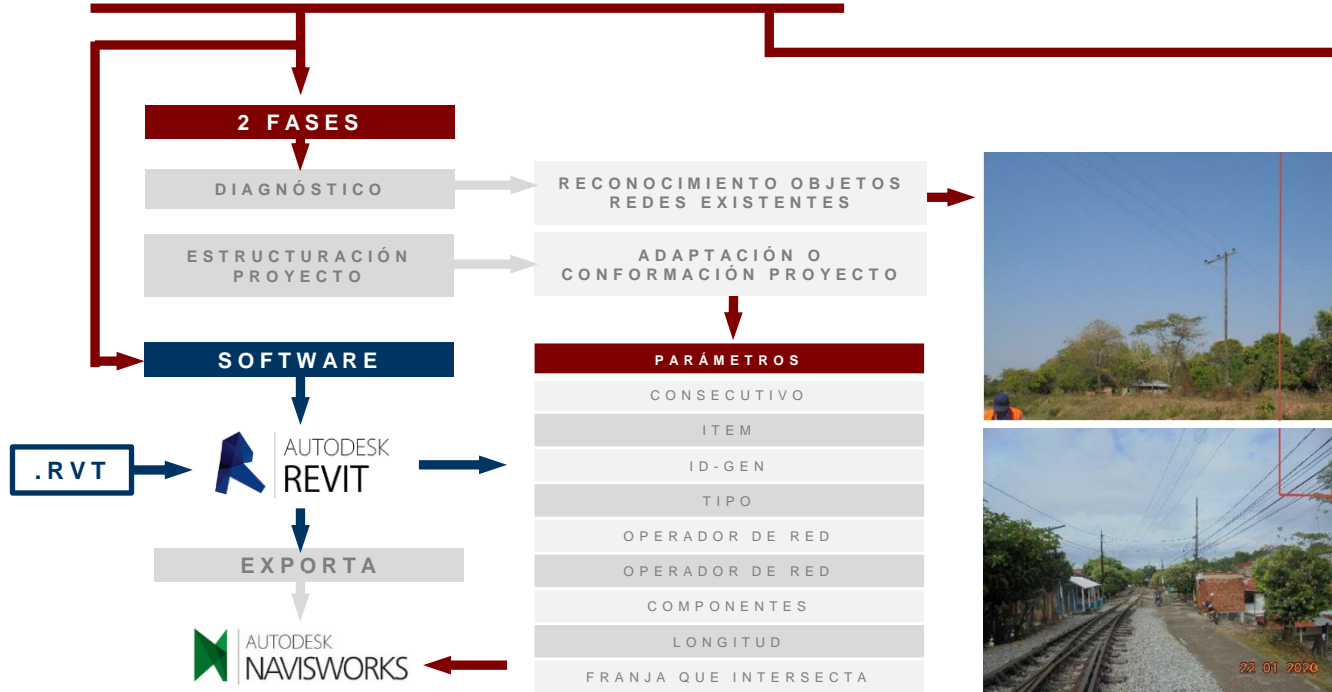 2 FASES
DIAGNÓSTICO
RECONOCIMIENTO OBJETOS
REDES EXISTENTES
ESTRUCTURACIÓN
PROYECTO
ADAPTACIÓN O
CONFORMACIÓN PROYECTO
SOFTWARE
.RVT
AUTODESK
REVIT
EXPORTA
AUTODESK
NAVISWORKS
PARÁMETROS
CONSECUTIVO
ITEM
ID-GEN
TIPO
OPERADOR DE RED
OPERADOR DE RED
COMPONENTES
LONGITUD
FRANJA QUE INTERSECTA
22 01 2020